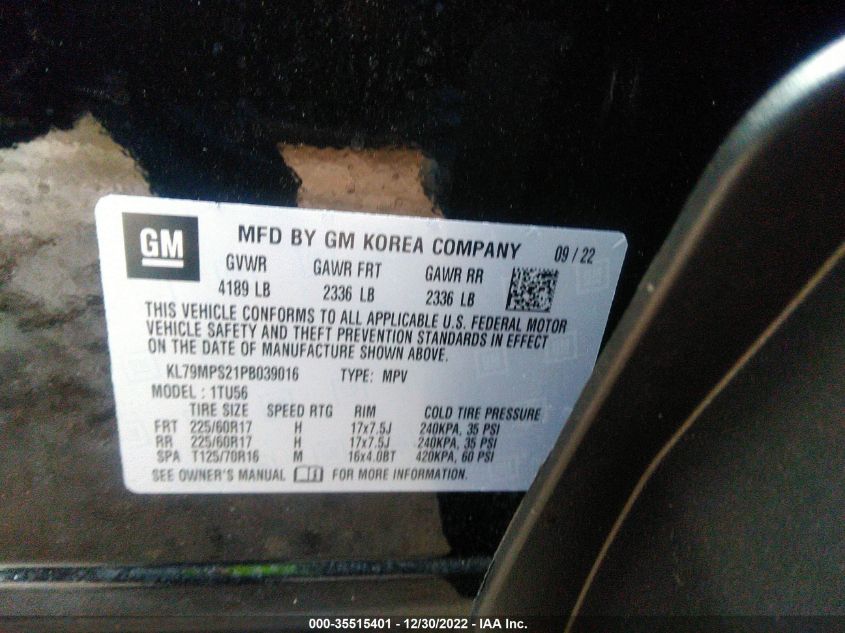 GM MFD BY GM KOREA COMPANY 09/22
GVWR GAWR FRT GAWR RR
4189 LB 2336 LB 2336 LB
THIS VEHICLE CONFORMS TO ALL APPLICABLE U.S. FEDERAL MOTOR
VEHICLE SAFETY AND THEFT PREVENTION STANDARDS IN EFFECT
ON THE DATE OF MANUFACTURE SHOWN ABOVE.
KL79MPS21PB039016 TYPE: MPV
MODEL: 1TU56
TIRE SIZE SPEED RTG RIM COLD TIRE PRESSURE
FRT 225/60R17 H 17x7.5J 240KPA, 35 PSI
RR 225/60R17 H 17x7.5J 240KPA, 35 PSI
SPA T125/70R16 M 16x4.0BT 420KPA, 60 PSI
SEE OWNER'S MANUAL FOR MORE INFORMATION.
000-35515401 - 12/30/2022 - IAA Inc.